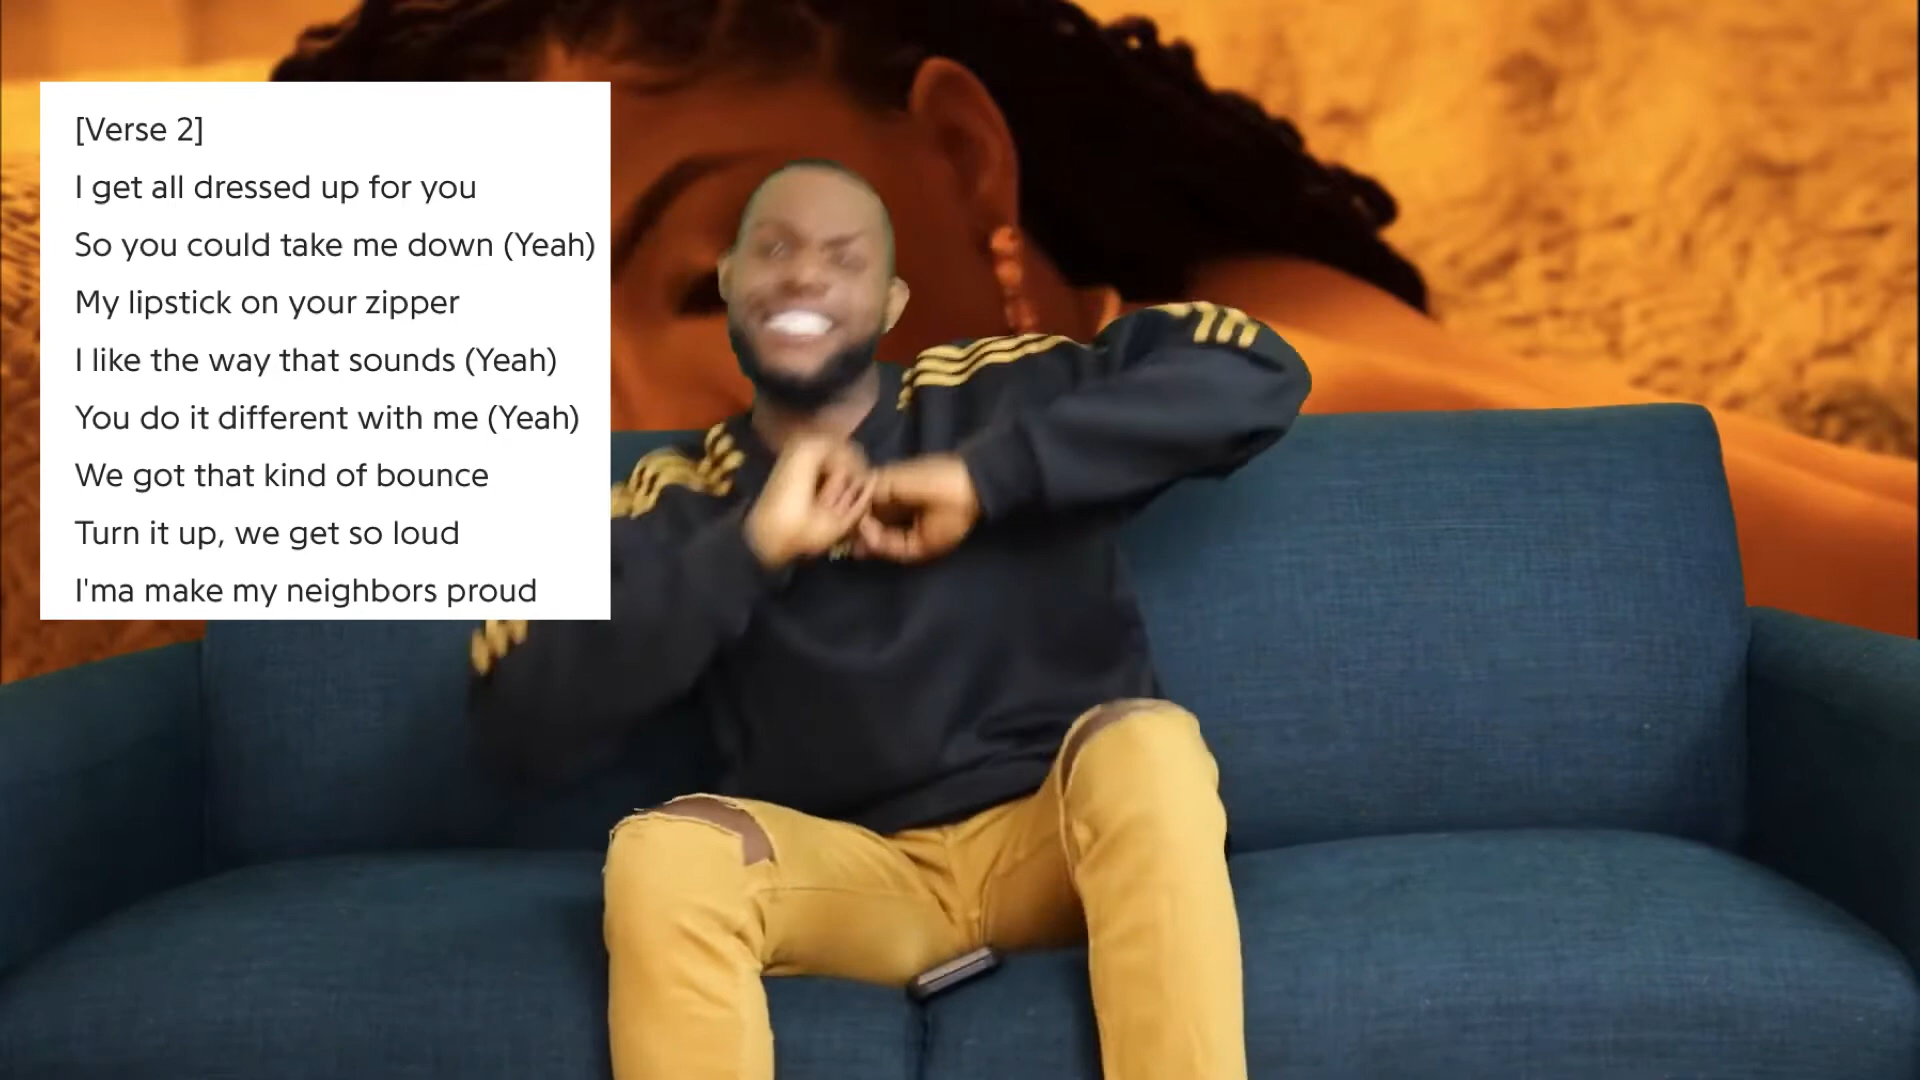 [Verse 2]
I get all dressed up for you
So you could take me down (Yeah)
My lipstick on your zipper
I like the way that sounds (Yeah)
You do it different with me (Yeah)
We got that kind of bounce
Turn it up, we get so loud
I'ma make my neighbors proud